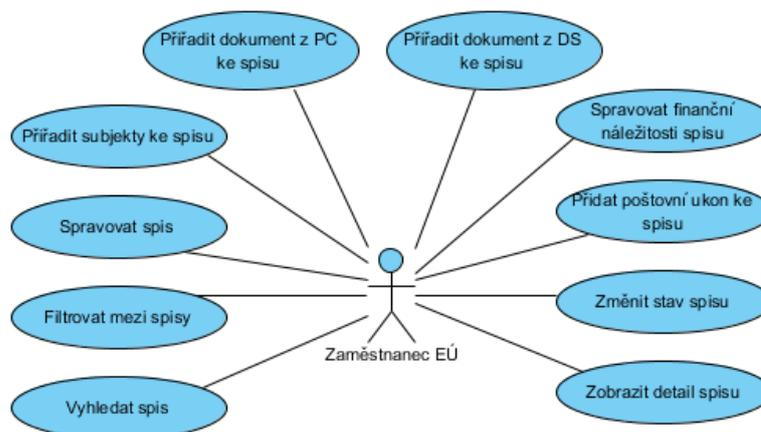 Přiřadit dokument z PC
ke spisu
Přiřadit dokument z DS
ke spisu
Přiřadit subjekty ke spisu
Spravovat finanční
náležitosti spisu
Spravovat spis
Přidat poštovní ukon ke
spisu
Filtrovat mezi spisy
Změnit stav spisu
Zaměstnanec EÚ
Vyhledat spis
Zobrazit detail spisu